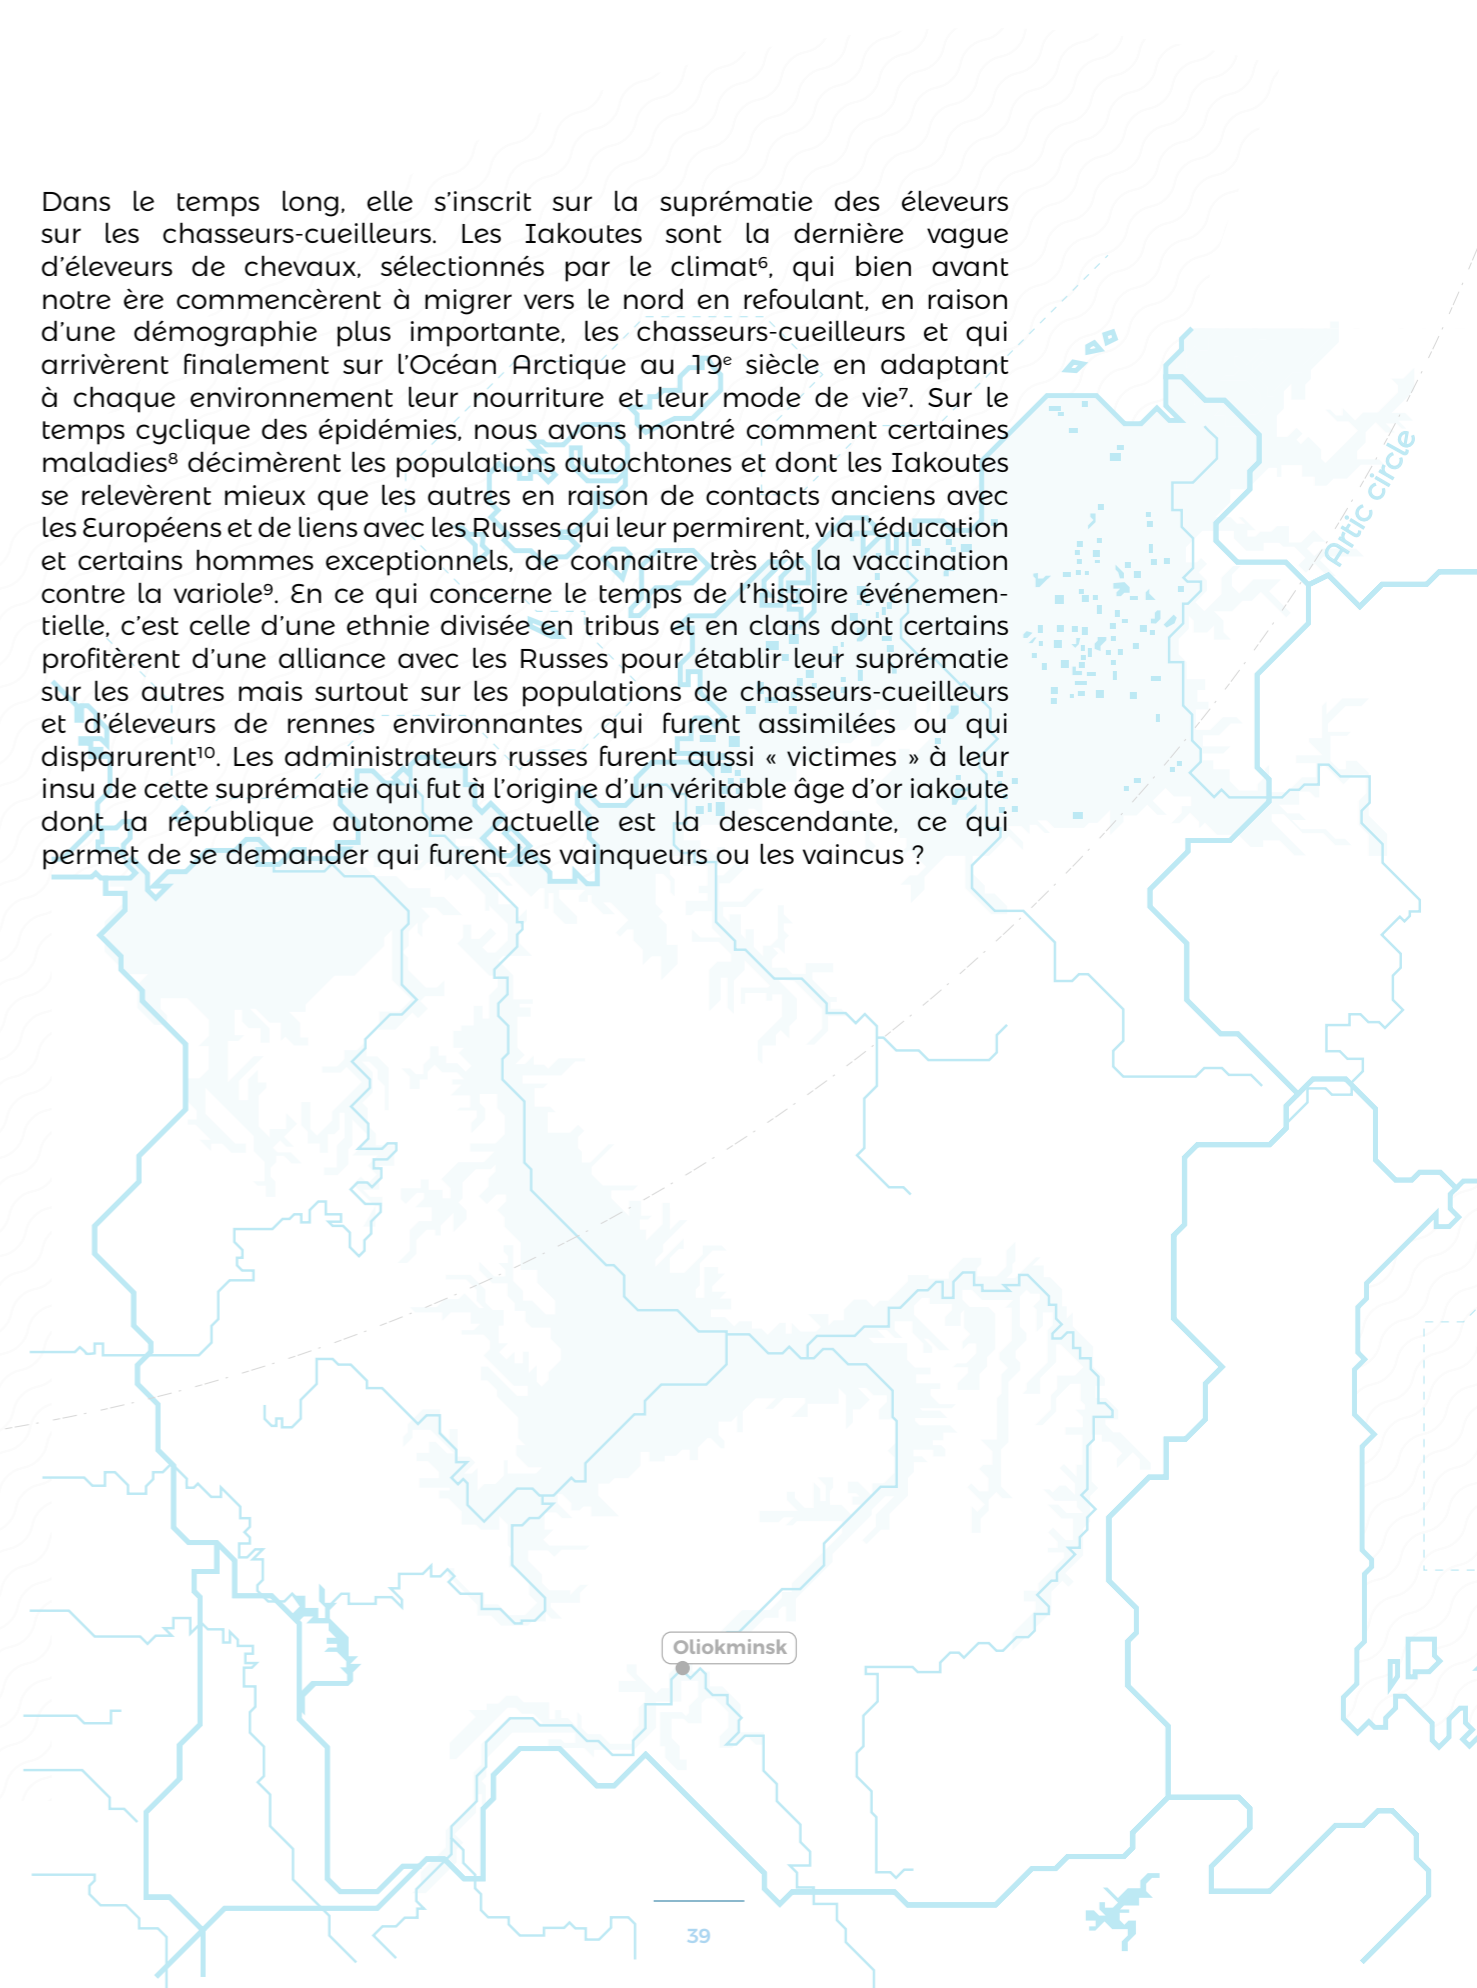 Dans le temps long, elle s’inscrit sur la suprématie des éleveurs
sur les chasseurs-cueilleurs. Les Iakoutes sont la dernière vague
d’éleveurs de chevaux, sélectionnés par le climat⁶, qui bien avant
notre ère commencèrent à migrer vers le nord en refoulant, en raison
d’une démographie plus importante, les chasseurs-cueilleurs et qui
arrivèrent finalement sur l’Océan Arctique au 19ᵉ siècle en adaptant
à chaque environnement leur nourriture et leur mode de vie⁷. Sur le
temps cyclique des épidémies, nous avons montré comment certaines
maladies⁸ décimèrent les populations autochtones et dont les Iakoutes
se relevèrent mieux que les autres en raison de contacts anciens avec
les Européens et de liens avec les Russes qui leur permirent, via l’éducation
et certains hommes exceptionnels, de connaitre très tôt la vaccination
contre la variole⁹. En ce qui concerne le temps de l’histoire événemen-
tielle, c’est celle d’une ethnie divisée en tribus et en clans dont certains
profitèrent d’une alliance avec les Russes pour établir leur suprématie
sur les autres mais surtout sur les populations de chasseurs-cueilleurs
et d’éleveurs de rennes environnantes qui furent assimilées ou qui
disparurent¹⁰. Les administrateurs russes furent aussi « victimes » à leur
insu de cette suprématie qui fut à l’origine d’un véritable âge d’or iakoute
dont la république autonome actuelle est la descendante, ce qui
permet de se demander qui furent les vainqueurs ou les vaincus ?
Artic circle
Oliokminsk
39